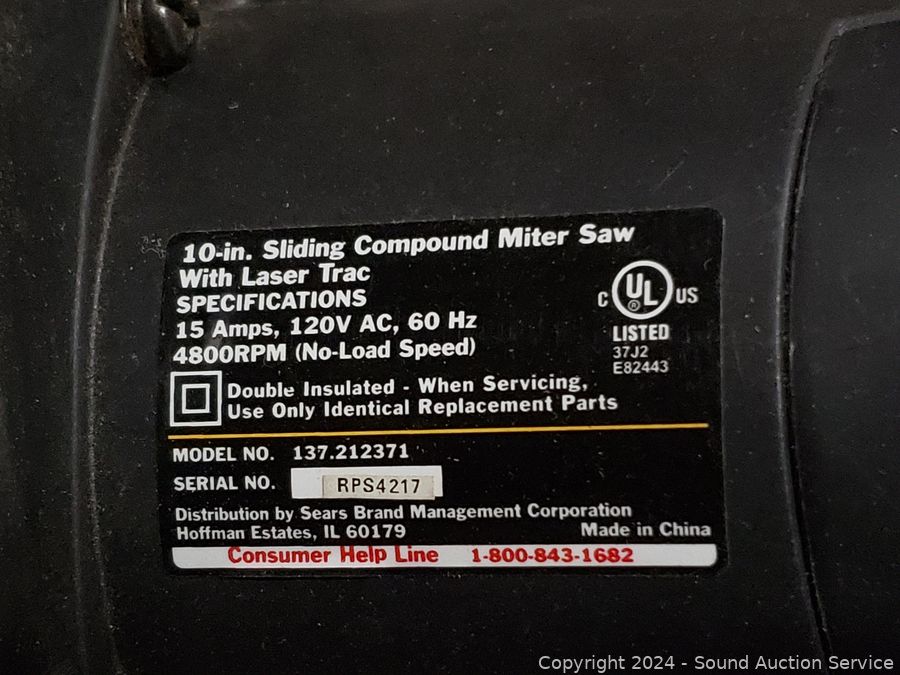 10-in. Sliding Compound Miter Saw
With Laser Trac
SPECIFICATIONS
15 Amps, 120V AC, 60 Hz
4800RPM (No-Load Speed)
C UL US
®
LISTED
37J2
E82443
Double Insulated - When Servicing,
Use Only Identical Replacement Parts
MODEL NO. 137.212371
SERIAL NO. RPS4217
Distribution by Sears Brand Management Corporation
Hoffman Estates, IL 60179 Made in China
Consumer Help Line 1-800-843-1682
Copyright 2024 - Sound Auction Service